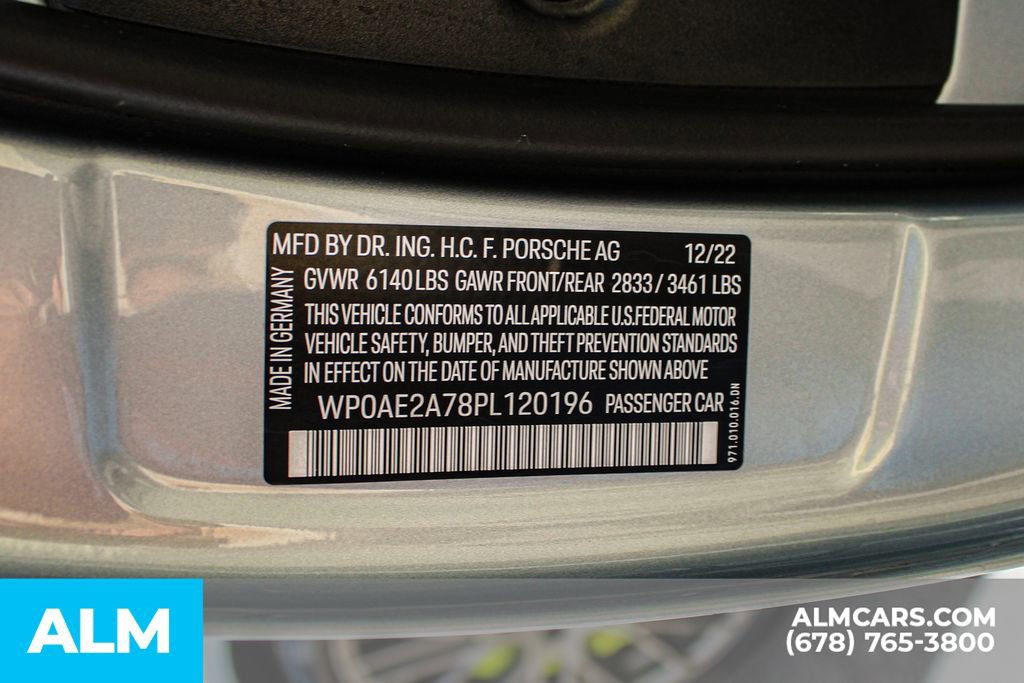 MFD BY DR. ING. H.C. F. PORSCHE AG 12/22
GVWR 6140 LBS GAWR FRONT/REAR 2833 / 3461 LBS
MADE IN GERMANY
THIS VEHICLE CONFORMS TO ALL APPLICABLE U.S.FEDERAL MOTOR
VEHICLE SAFETY, BUMPER, AND THEFT PREVENTION STANDARDS
IN EFFECT ON THE DATE OF MANUFACTURE SHOWN ABOVE
WP0AE2A78PL120196 PASSENGER CAR
971.010.016.DN
ALM
ALMCARS.COM
(678) 765-3800